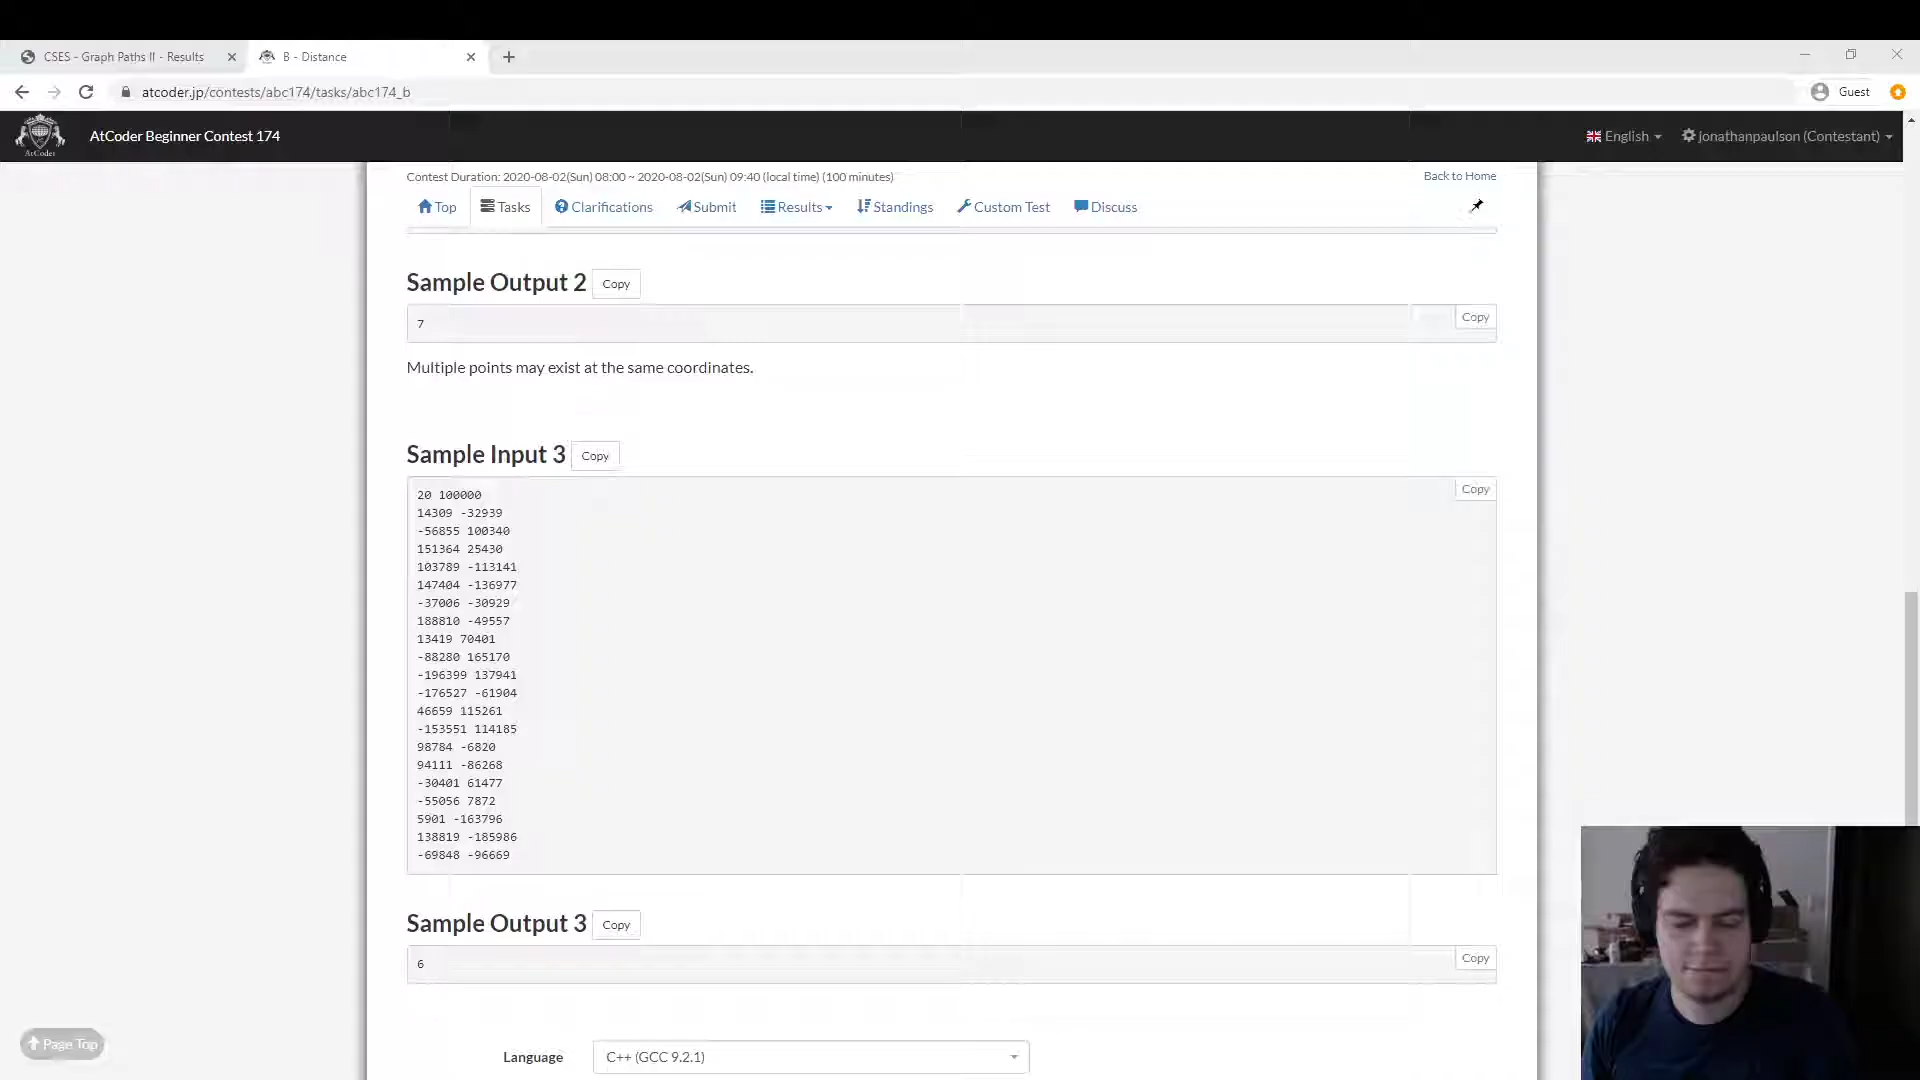 CSES - Graph Paths II - Results
B - Distance
atcoder.jp/contests/abc174/tasks/abc174_b
Guest
AtCoder
AtCoder Beginner Contest 174
English
jonathanpaulson (Contestant)
Contest Duration: 2020-08-02(Sun) 08:00 ~ 2020-08-02(Sun) 09:40 (local time) (100 minutes)
Back to Home
Top
Tasks
Clarifications
Submit
Results
Standings
Custom Test
Discuss
Sample Output 2
Copy
Copy
7
Multiple points may exist at the same coordinates.
Sample Input 3
Copy
Copy
20 100000
14309 -32939
-56855 100340
151364 25430
103789 -113141
147404 -136977
-37006 -30929
188810 -49557
13419 70401
-88280 165170
-196399 137941
-176527 -61904
46659 115261
-153551 114185
98784 -6820
94111 -86268
-30401 61477
-55056 7872
5901 -163796
138819 -185986
-69848 -96669
Sample Output 3
Copy
Copy
6
Page Top
Language
C++ (GCC 9.2.1)